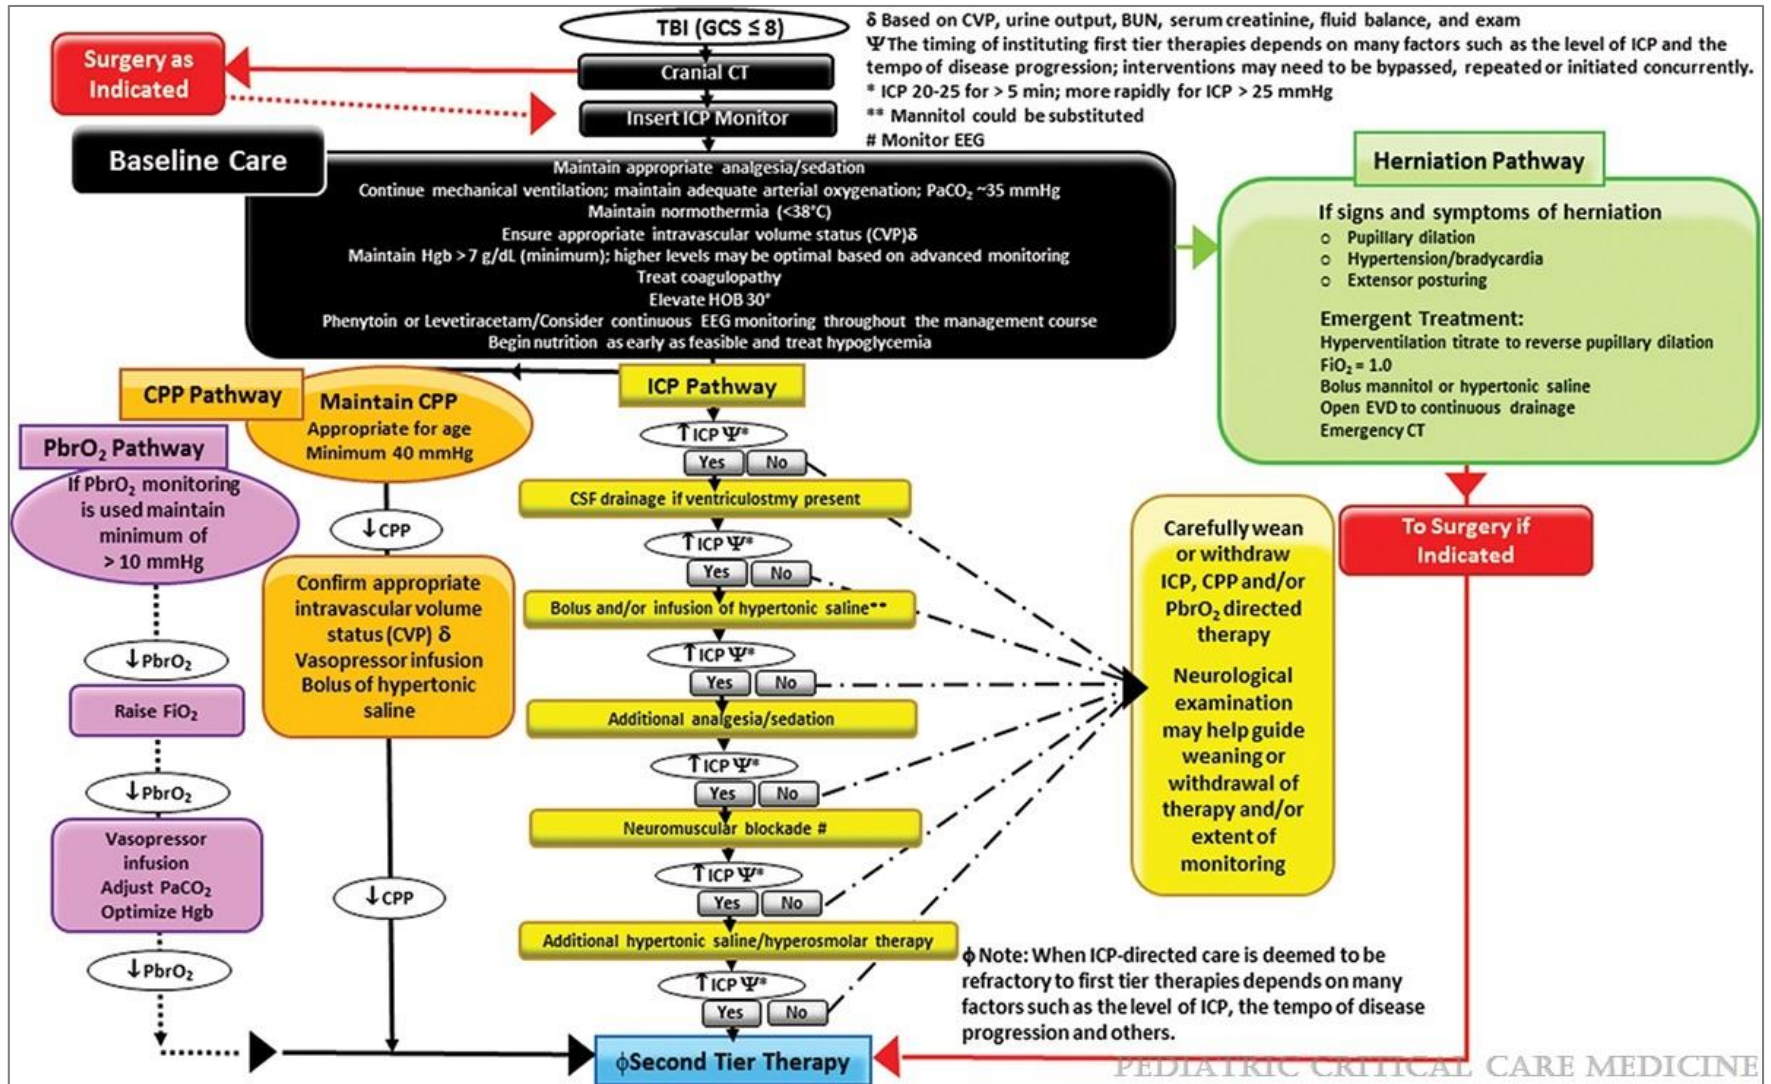 TBI (GCS ≤ 8)
Cranial CT
Insert ICP Monitor
Surgery as
Indicated
δ Based on CVP, urine output, BUN, serum creatinine, fluid balance, and exam
Ψ The timing of instituting first tier therapies depends on many factors such as the level of ICP and the
tempo of disease progression; interventions may need to be bypassed, repeated or initiated concurrently.
* ICP 20-25 for > 5 min; more rapidly for ICP > 25 mmHg
** Mannitol could be substituted
# Monitor EEG
Baseline Care
Maintain appropriate analgesia/sedation
Continue mechanical ventilation; maintain adequate arterial oxygenation; PaCO₂ ~35 mmHg
Maintain normothermia (<38°C)
Ensure appropriate intravascular volume status (CVP)δ
Maintain Hgb > 7 g/dL (minimum); higher levels may be optimal based on advanced monitoring
Treat coagulopathy
Elevate HOB 30°
Phenytoin or Levetiracetam/Consider continuous EEG monitoring throughout the management course
Begin nutrition as early as feasible and treat hypoglycemia
Herniation Pathway
If signs and symptoms of herniation
o Pupillary dilation
o Hypertension/bradycardia
o Extensor posturing
Emergent Treatment:
Hyperventilation titrate to reverse pupillary dilation
FiO₂ = 1.0
Bolus mannitol or hypertonic saline
Open EVD to continuous drainage
Emergency CT
To Surgery if
Indicated
PbrO₂ Pathway
If PbrO₂ monitoring
is used maintain
minimum of
> 10 mmHg
↓PbrO₂
Raise FiO₂
↓PbrO₂
Vasopressor
infusion
Adjust PaCO₂
Optimize Hgb
↓PbrO₂
CPP Pathway
Maintain CPP
Appropriate for age
Minimum 40 mmHg
↓CPP
Confirm appropriate
intravascular volume
status (CVP) δ
Vasopressor infusion
Bolus of hypertonic
saline
↓CPP
ICP Pathway
↑ICP Ψ*
Yes No
CSF drainage if ventriculostmy present
↑ICP Ψ*
Yes No
Bolus and/or infusion of hypertonic saline**
↑ICP Ψ*
Yes No
Additional analgesia/sedation
↑ICP Ψ*
Yes No
Neuromuscular blockade #
↑ICP Ψ*
Yes No
Additional hypertonic saline/hyperosmolar therapy
↑ICP Ψ*
Yes No
ϕSecond Tier Therapy
Carefully wean
or withdraw
ICP, CPP and/or
PbrO₂ directed
therapy
Neurological
examination
may help guide
weaning or
withdrawal of
therapy and/or
extent of
monitoring
ϕ Note: When ICP-directed care is deemed to be
refractory to first tier therapies depends on many
factors such as the level of ICP, the tempo of disease
progression and others.
PEDIATRIC CRITICAL CARE MEDICINE